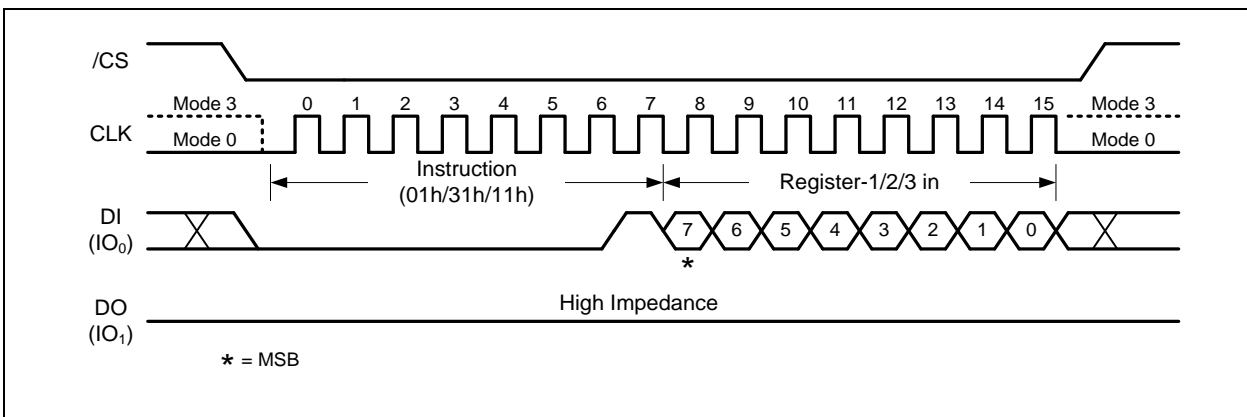 /CS
Mode 3 0 1 2 3 4 5 6 7 8 9 10 11 12 13 14 15 Mode 3
CLK
Mode 0 Mode 0
Instruction
(01h/31h/11h)
Register-1/2/3 in
DI
(IO₀)
7 6 5 4 3 2 1 0
*
High Impedance
DO
(IO₁)
* = MSB